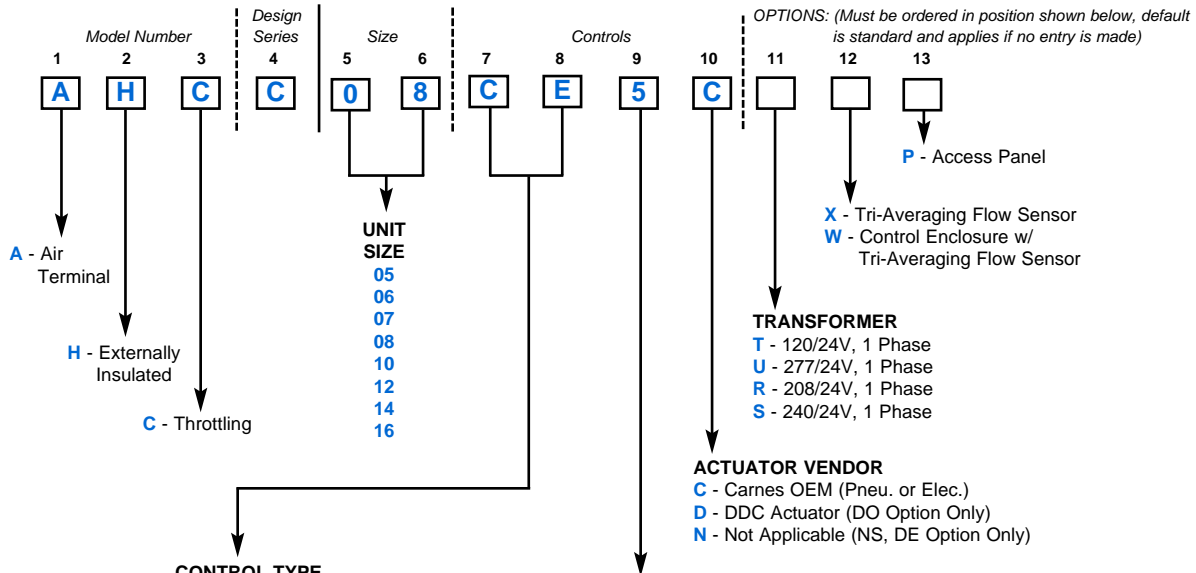 Model Number
Design
Series
Size
Controls
OPTIONS: (Must be ordered in position shown below, default
is standard and applies if no entry is made)
1 2 3 4 5 6 7 8 9 10 11 12 13
A H C C 0 8 C E 5 C
P - Access Panel
X - Tri-Averaging Flow Sensor
W - Control Enclosure w/
Tri-Averaging Flow Sensor
A - Air
Terminal
UNIT
SIZE
05
06
07
08
10
12
14
16
H - Externally
Insulated
C - Throttling
TRANSFORMER
T - 120/24V, 1 Phase
U - 277/24V, 1 Phase
R - 208/24V, 1 Phase
S - 240/24V, 1 Phase
ACTUATOR VENDOR
C - Carnes OEM (Pneu. or Elec.)
D - DDC Actuator (DO Option Only)
N - Not Applicable (NS, DE Option Only)
CONTROL TYPE